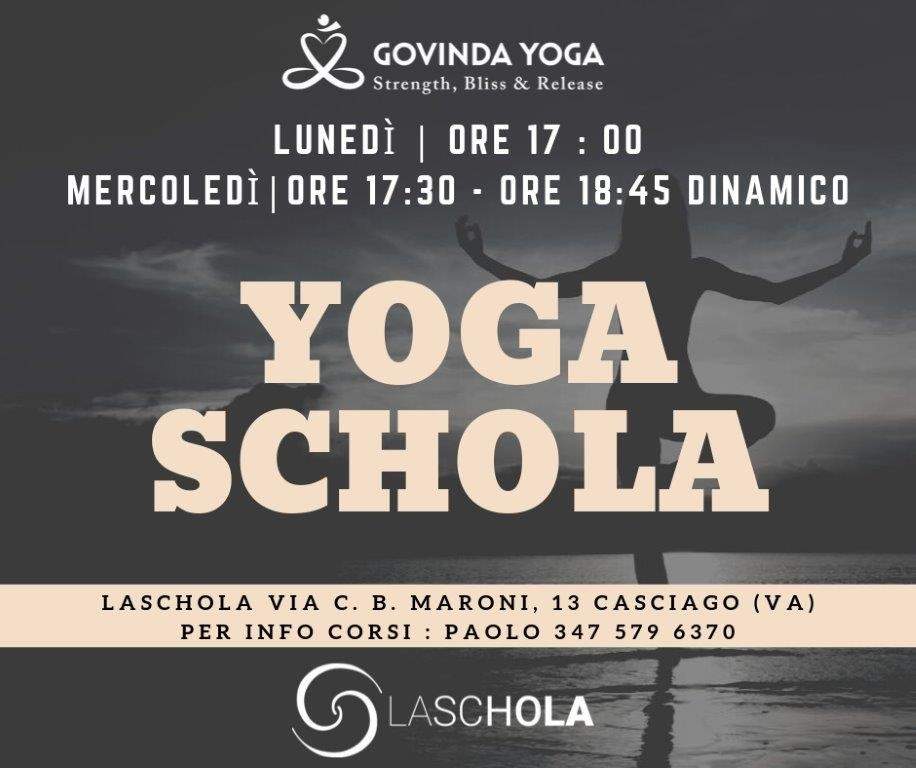 GOVINDA YOGA
Strength, Bliss & Release
LUNEDÌ | ORE 17 : 00
MERCOLEDÌ|ORE 17:30 - ORE 18:45 DINAMICO
YOGA
SCHOLA
LASCHOLA VIA C. B. MARONI, 13 CASCIAGO (VA)
PER INFO CORSI : PAOLO 347 579 6370
LASCHOLA